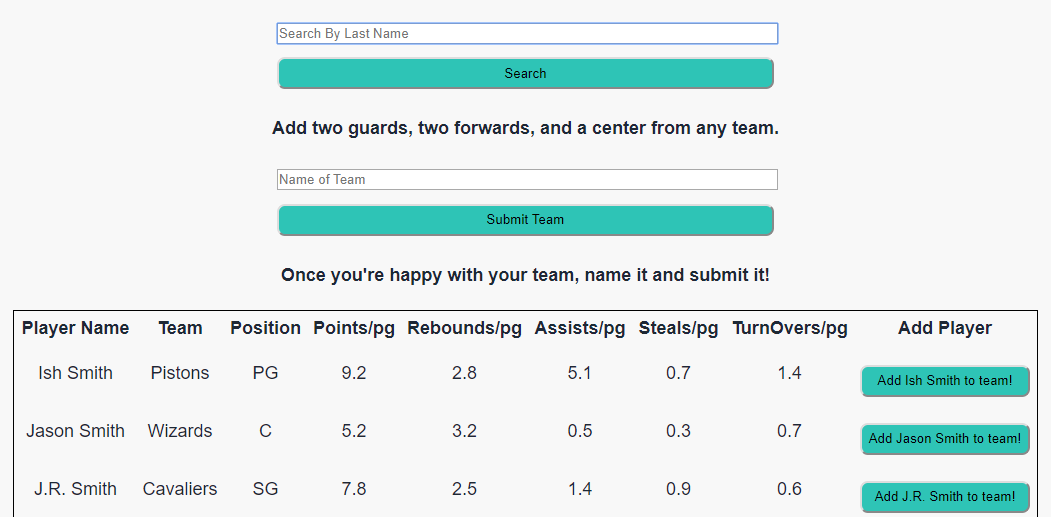 Search By Last Name
Search
Add two guards, two forwards, and a center from any team.
Name of Team
Submit Team
Once you're happy with your team, name it and submit it!
Player Name Team Position Points/pg Rebounds/pg Assists/pg Steals/pg TurnOvers/pg Add Player
Ish Smith Pistons PG 9.2 2.8 5.1 0.7 1.4 Add Ish Smith to team!
Jason Smith Wizards C 5.2 3.2 0.5 0.3 0.7 Add Jason Smith to team!
J.R. Smith Cavaliers SG 7.8 2.5 1.4 0.9 0.6 Add J.R. Smith to team!